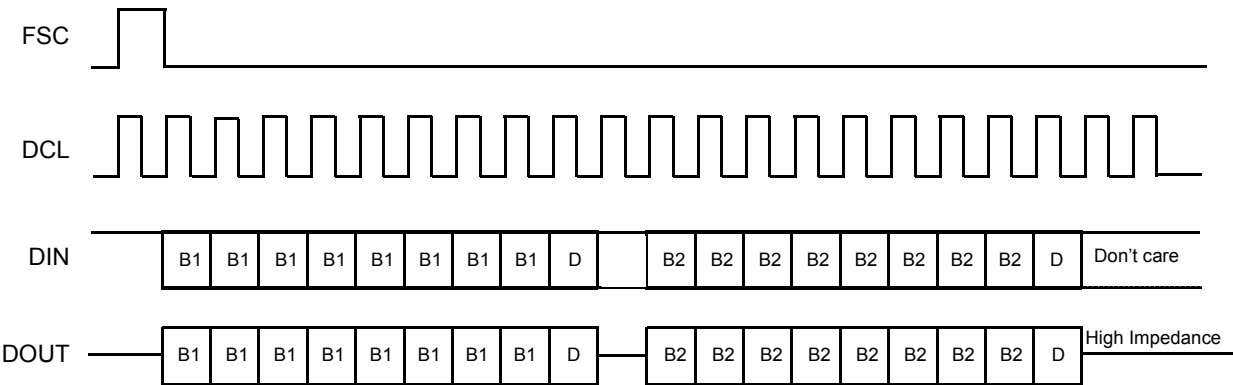 FSC
DCL
DIN B1 B1 B1 B1 B1 B1 B1 B1 D B2 B2 B2 B2 B2 B2 B2 B2 D Don't care
DOUT B1 B1 B1 B1 B1 B1 B1 B1 D B2 B2 B2 B2 B2 B2 B2 B2 D High Impedance